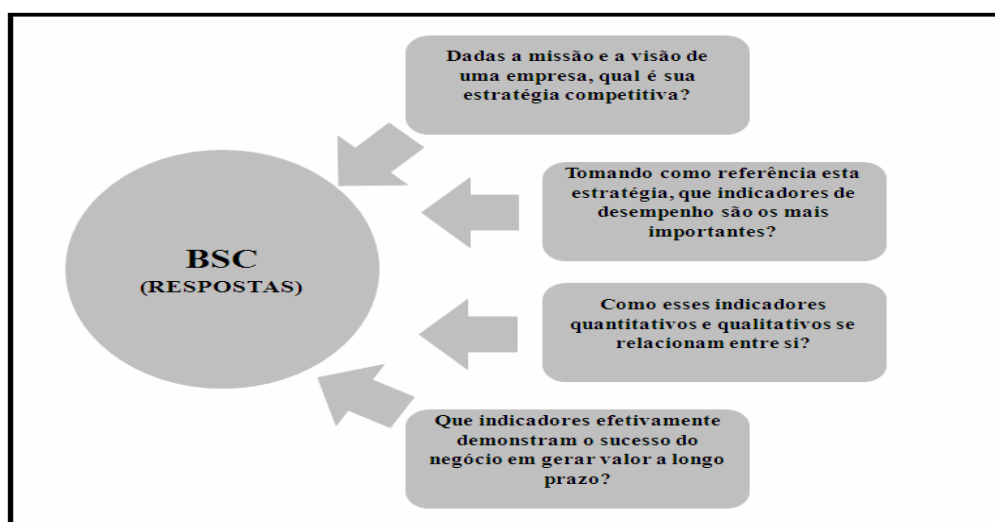 Dadas a missão e a visão de
uma empresa, qual é sua
estratégia competitiva?
Tomando como referência esta
estratégia, que indicadores de
desempenho são os mais
importantes?
BSC
(RESPOSTAS)
Como esses indicadores
quantitativos e qualitativos se
relacionam entre si?
Que indicadores efetivamente
demonstram o sucesso do
negócio em gerar valor a longo
prazo?